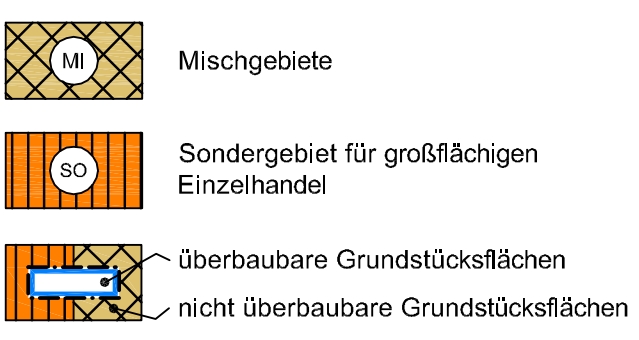 MI
Mischgebiete
SO
Sondergebiet für großflächigen
Einzelhandel
überbaubare Grundstücksflächen
nicht überbaubare Grundstücksflächen